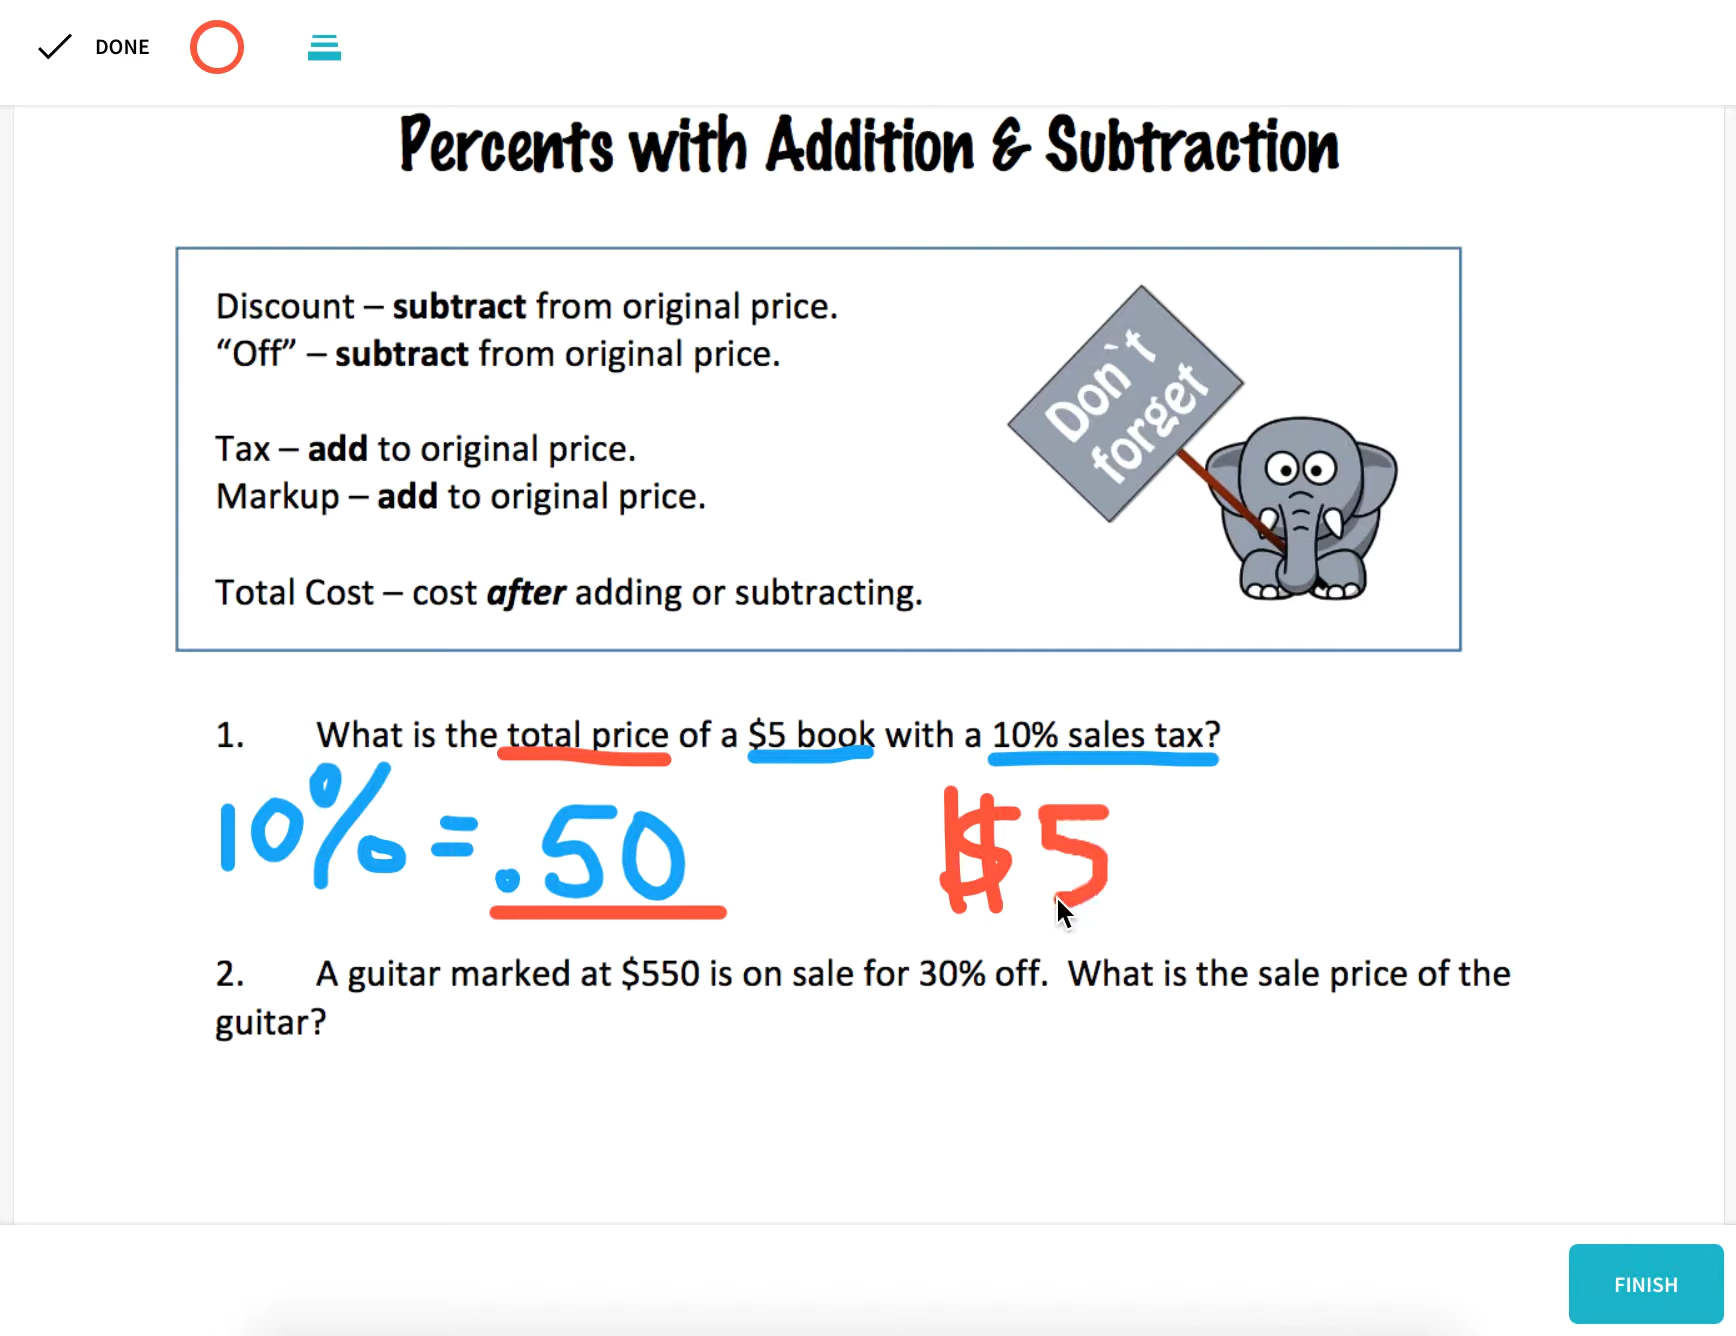 DONE
Percents with Addition & Subtraction
Discount – subtract from original price.
“Off” – subtract from original price.
Don`t
forget
Tax – add to original price.
Markup – add to original price.
Total Cost – cost after adding or subtracting.
1. What is the total price of a $5 book with a 10% sales tax?
10% = .50 $5
2. A guitar marked at $550 is on sale for 30% off. What is the sale price of the
guitar?
FINISH